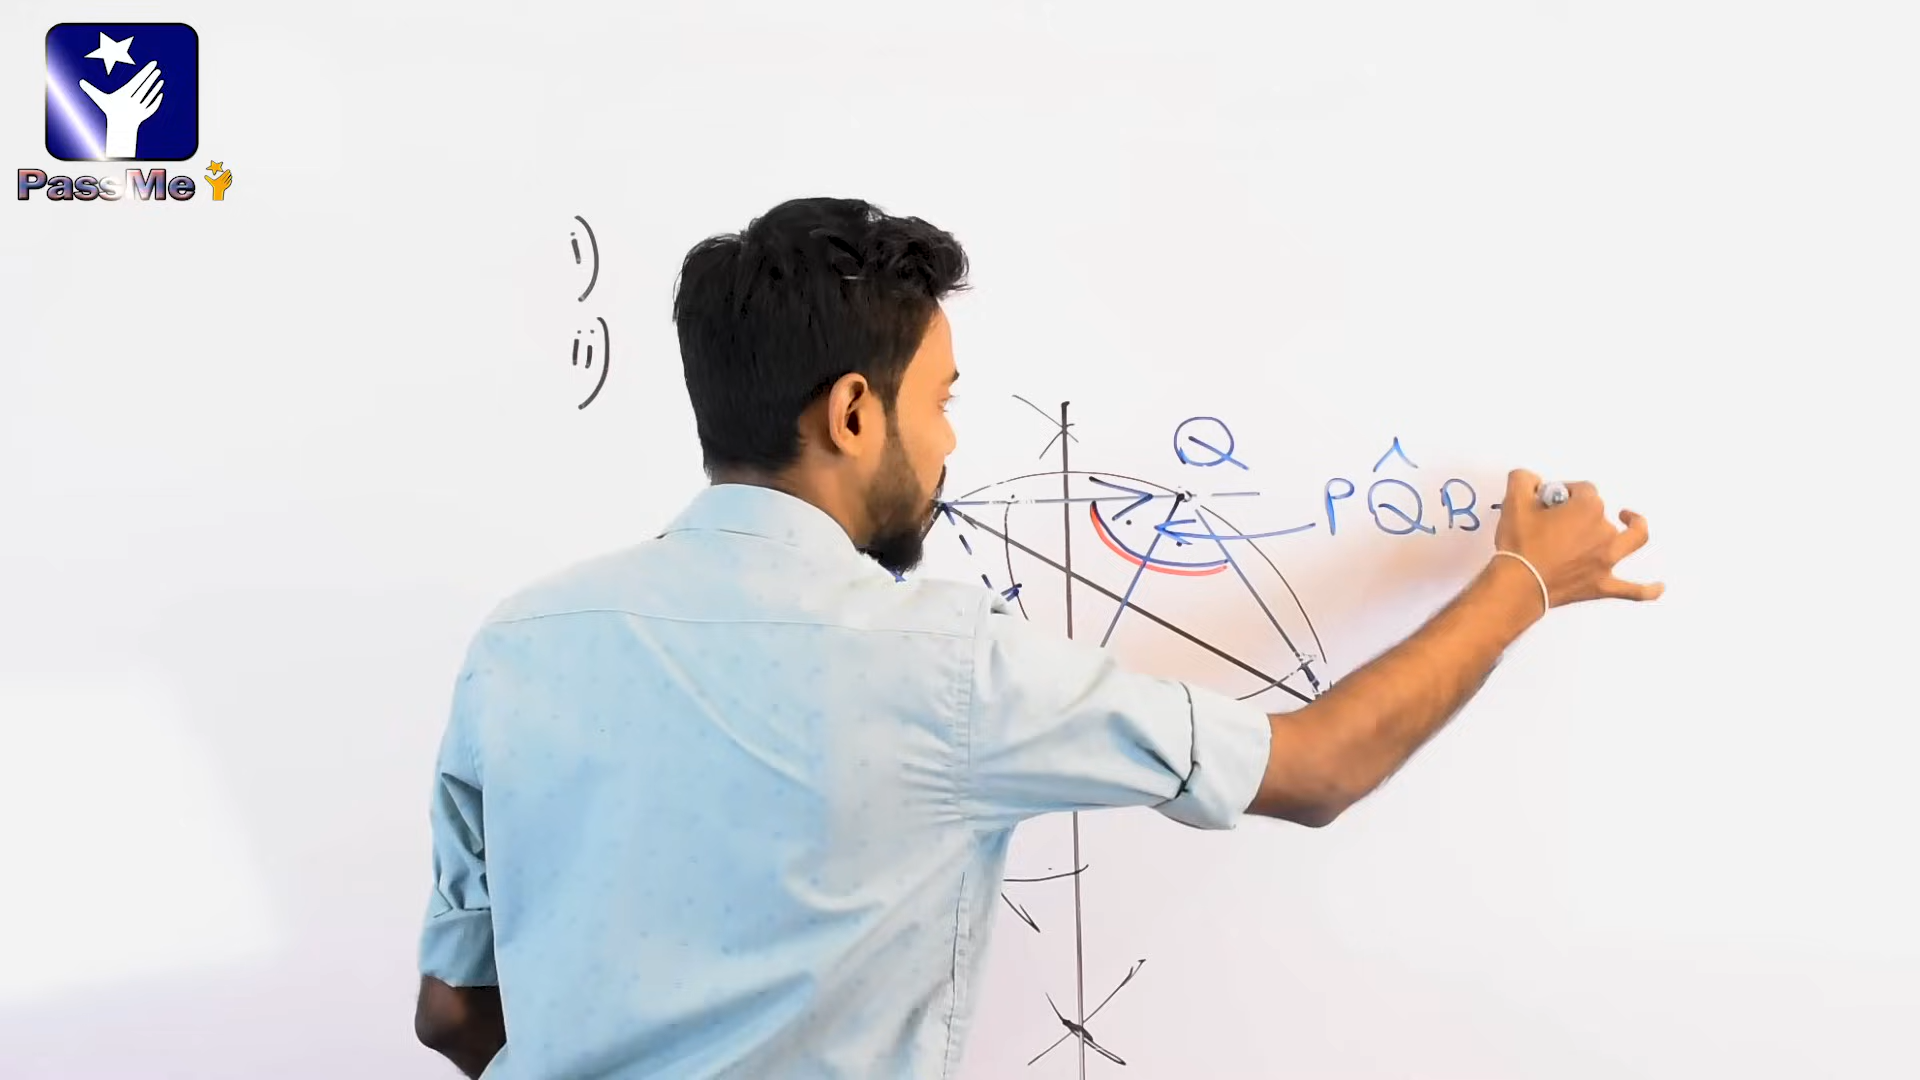 PassMe
i)
ii)
Q
PQ̂B